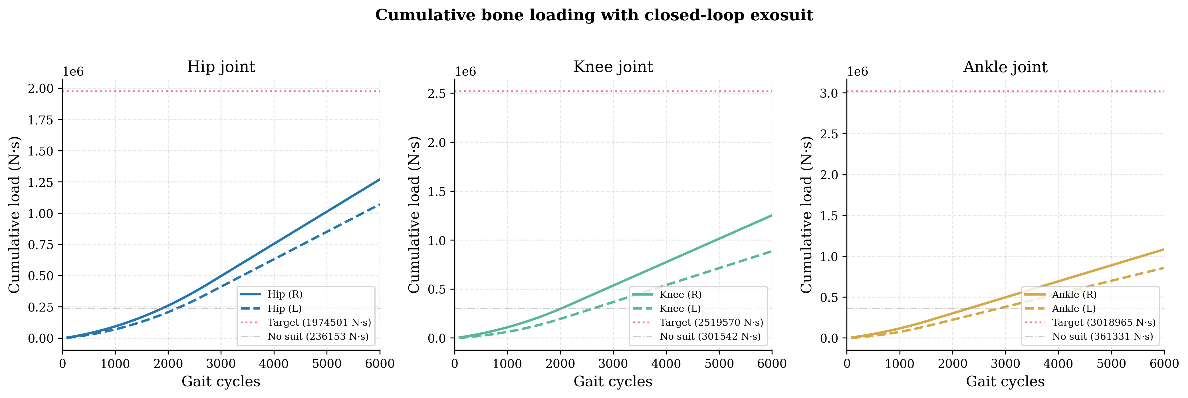 Cumulative bone loading with closed-loop exosuit
Hip joint
1e6
2.00
1.75
1.50
1.25
1.00
0.75
0.50
0.25
0.00
Cumulative load (N·s)
0 1000 2000 3000 4000 5000 6000
Gait cycles
Hip (R)
Hip (L)
Target (1974501 N·s)
No suit (236153 N·s)
Knee joint
1e6
2.5
2.0
1.5
1.0
0.5
0.0
Cumulative load (N·s)
0 1000 2000 3000 4000 5000 6000
Gait cycles
Knee (R)
Knee (L)
Target (2519570 N·s)
No suit (301542 N·s)
Ankle joint
1e6
3.0
2.5
2.0
1.5
1.0
0.5
0.0
Cumulative load (N·s)
0 1000 2000 3000 4000 5000 6000
Gait cycles
Ankle (R)
Ankle (L)
Target (3018965 N·s)
No suit (361331 N·s)